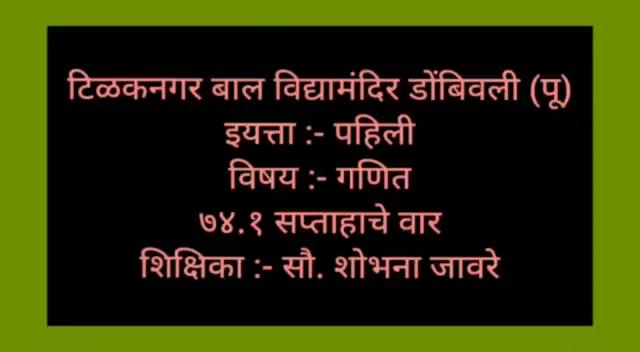 टिळकनगर बाल विद्यामंदिर डोंबिवली (पू)
इयत्ता :- पहिली
विषय :- गणित
७४.१ सप्ताहाचे वार
शिक्षिका :- सौ. शोभना जावरे